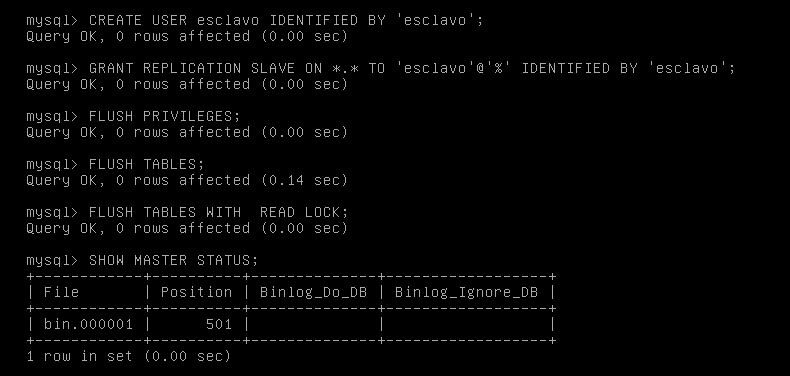 mysql> CREATE USER esclavo IDENTIFIED BY 'esclavo';
Query OK, 0 rows affected (0.00 sec)
mysql> GRANT REPLICATION SLAVE ON *.* TO 'esclavo'@'%' IDENTIFIED BY 'esclavo';
Query OK, 0 rows affected (0.00 sec)
mysql> FLUSH PRIVILEGES;
Query OK, 0 rows affected (0.00 sec)
mysql> FLUSH TABLES;
Query OK, 0 rows affected (0.14 sec)
mysql> FLUSH TABLES WITH  READ LOCK;
Query OK, 0 rows affected (0.00 sec)
mysql> SHOW MASTER STATUS;
+------------+----------+--------------+------------------+
| File       | Position | Binlog_Do_DB | Binlog_Ignore_DB |
+------------+----------+--------------+------------------+
| bin.000001 |      501 |              |                  |
+------------+----------+--------------+------------------+
1 row in set (0.00 sec)